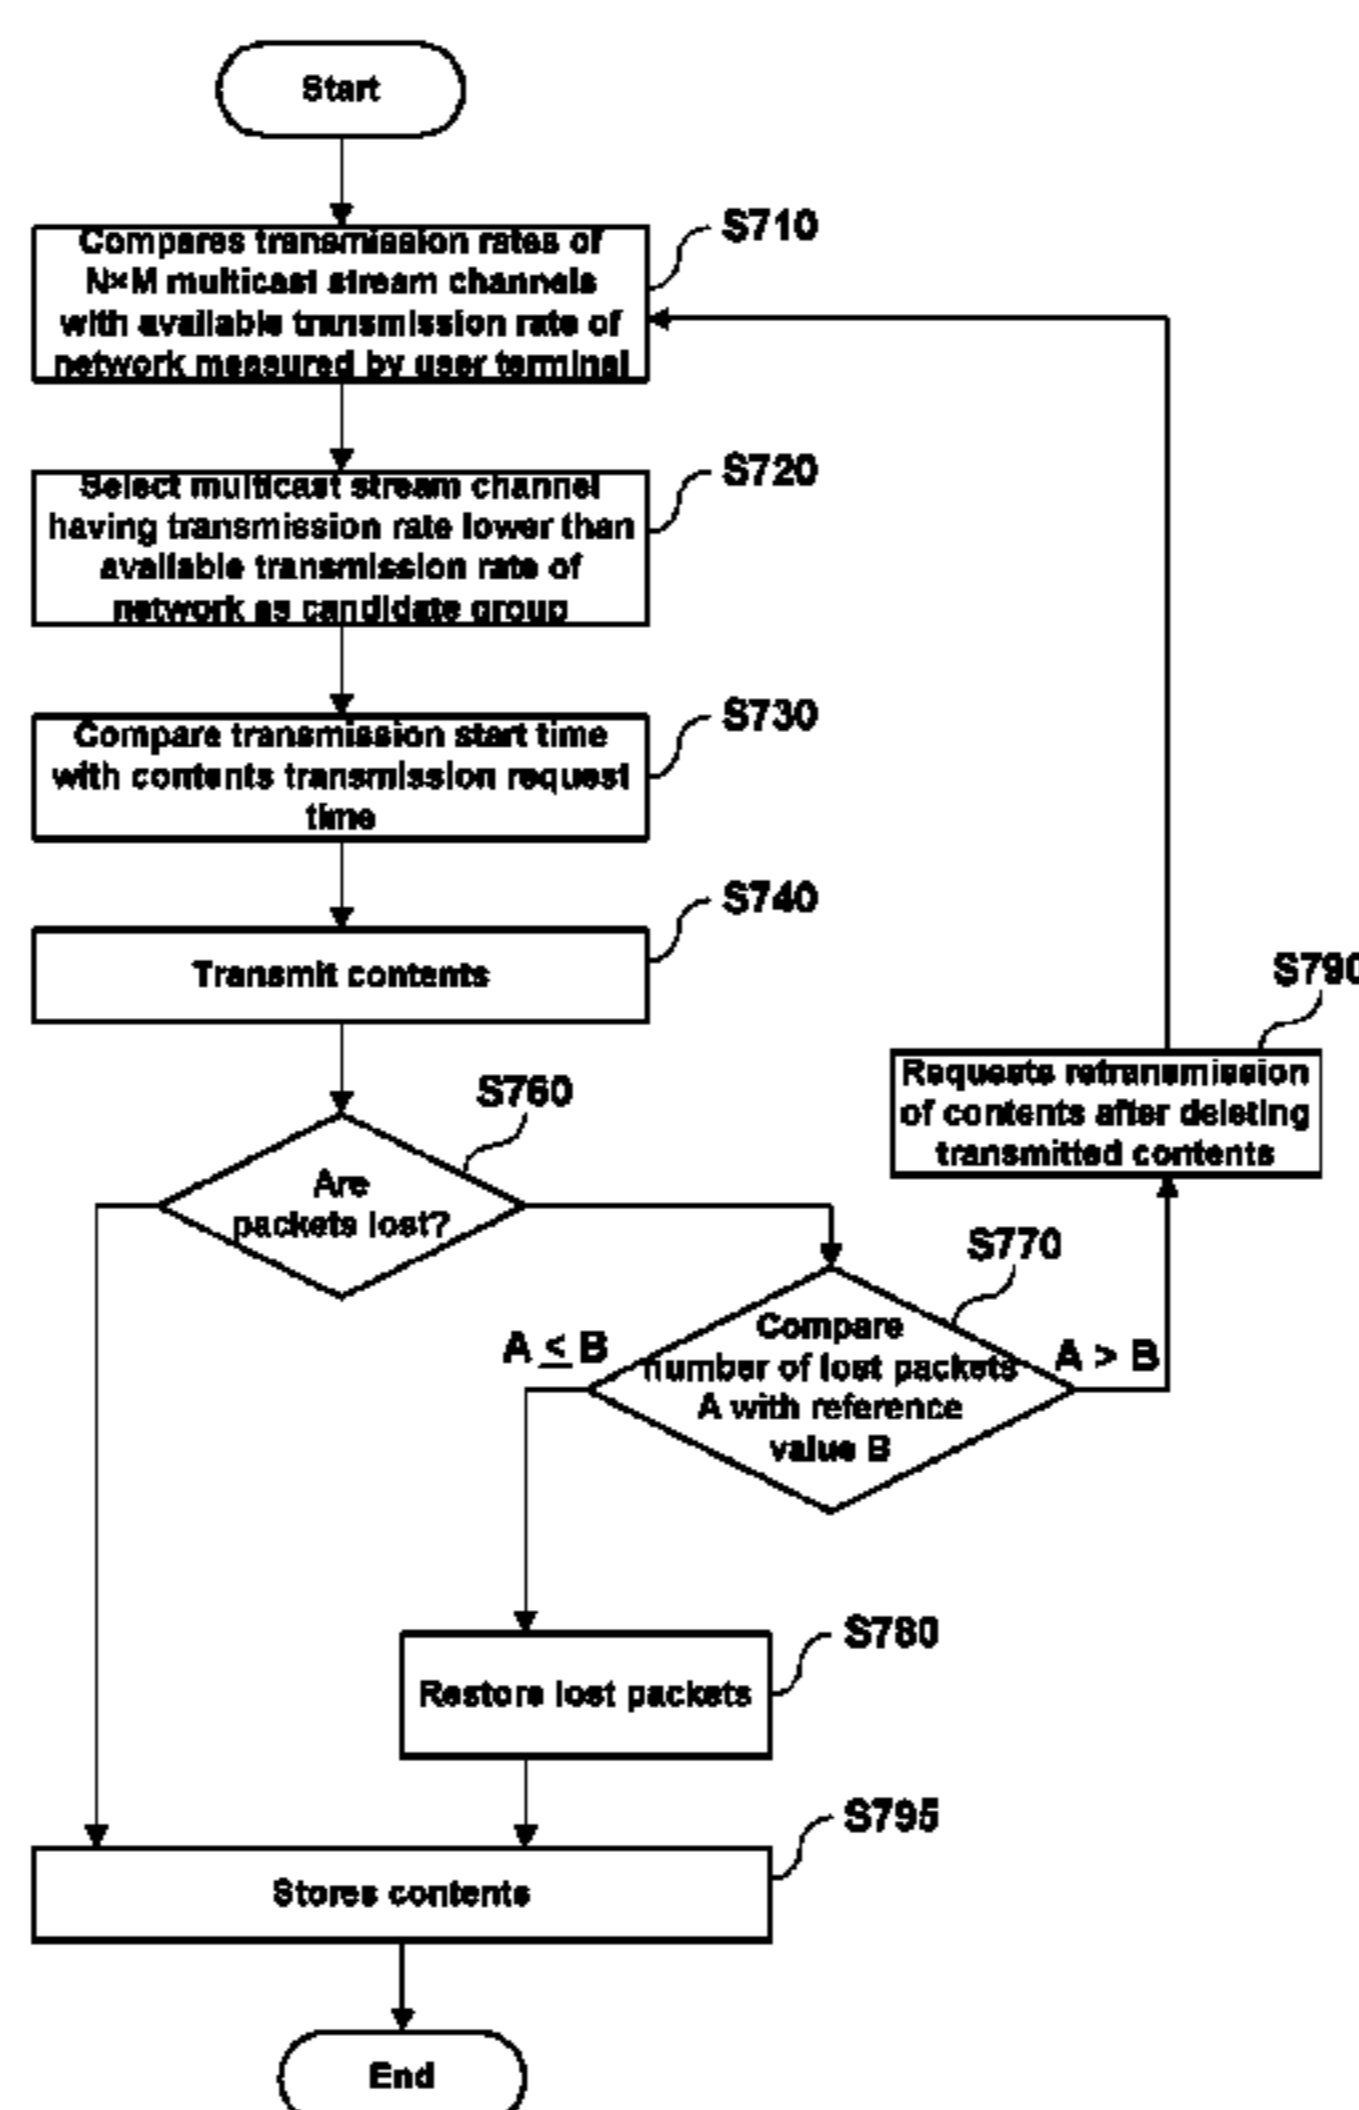 Start
S710
Compares transmission rates of
N×M multicast stream channels
with available transmission rate of
network measured by user terminal
S720
Select multicast stream channel
having transmission rate lower than
available transmission rate of
network as candidate group
S730
Compare transmission start time
with contents transmission request
time
S740
Transmit contents
S790
Requests retransmission
of contents after deleting
transmitted contents
S760
Are
packets lost?
S770
Compare
number of lost packets
A with reference
value B
A ≤ B
A > B
S780
Restore lost packets
S795
Stores contents
End